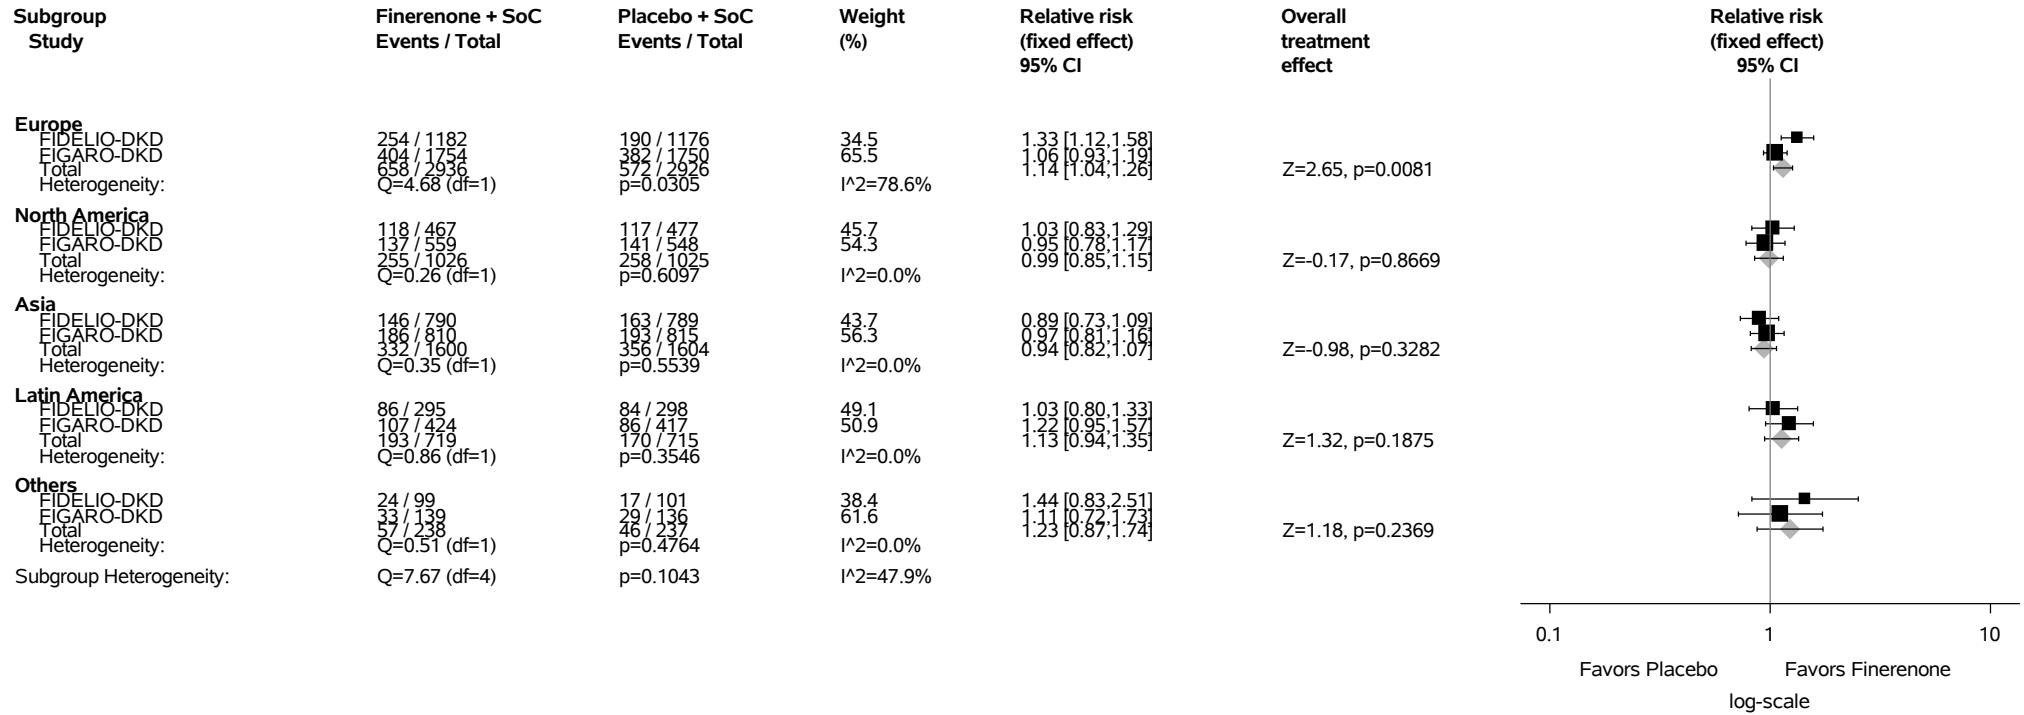 Subgroup Finerenone + SoC Placebo + SoC Weight Relative risk Overall Relative risk
Study Events / Total Events / Total (%) (fixed effect) treatment (fixed effect)
95% CI effect 95% CI
Europe
FIDELIO-DKD 254 / 1182 190 / 1176 34.5 1.33 [1.12,1.58]
FIGARO-DKD 404 / 1754 382 / 1750 65.5 1.06 [0.93,1.19]
Total 658 / 2936 572 / 2926 1.14 [1.04,1.26] Z=2.65, p=0.0081
Heterogeneity: Q=4.68 (df=1) p=0.0305 I^2=78.6%
North America
FIDELIO-DKD 118 / 467 117 / 477 45.7 1.03 [0.83,1.29]
FIGARO-DKD 137 / 559 141 / 548 54.3 0.95 [0.78,1.17]
Total 255 / 1026 258 / 1025 0.99 [0.85,1.15] Z=-0.17, p=0.8669
Heterogeneity: Q=0.26 (df=1) p=0.6097 I^2=0.0%
Asia
FIDELIO-DKD 146 / 790 163 / 789 43.7 0.89 [0.73,1.09]
FIGARO-DKD 186 / 810 193 / 815 56.3 0.97 [0.81,1.16]
Total 332 / 1600 356 / 1604 0.94 [0.82,1.07] Z=-0.98, p=0.3282
Heterogeneity: Q=0.35 (df=1) p=0.5539 I^2=0.0%
Latin America
FIDELIO-DKD 86 / 295 84 / 298 49.1 1.03 [0.80,1.33]
FIGARO-DKD 107 / 424 86 / 417 50.9 1.22 [0.95,1.57]
Total 193 / 719 170 / 715 1.13 [0.94,1.35] Z=1.32, p=0.1875
Heterogeneity: Q=0.86 (df=1) p=0.3546 I^2=0.0%
Others
FIDELIO-DKD 24 / 99 17 / 101 38.4 1.44 [0.83,2.51]
FIGARO-DKD 33 / 139 29 / 136 61.6 1.11 [0.72,1.73]
Total 57 / 238 46 / 237 1.23 [0.87,1.74] Z=1.18, p=0.2369
Heterogeneity: Q=0.51 (df=1) p=0.4764 I^2=0.0%
Subgroup Heterogeneity: Q=7.67 (df=4) p=0.1043 I^2=47.9%
0.1 1 10
Favors Placebo Favors Finerenone
log-scale